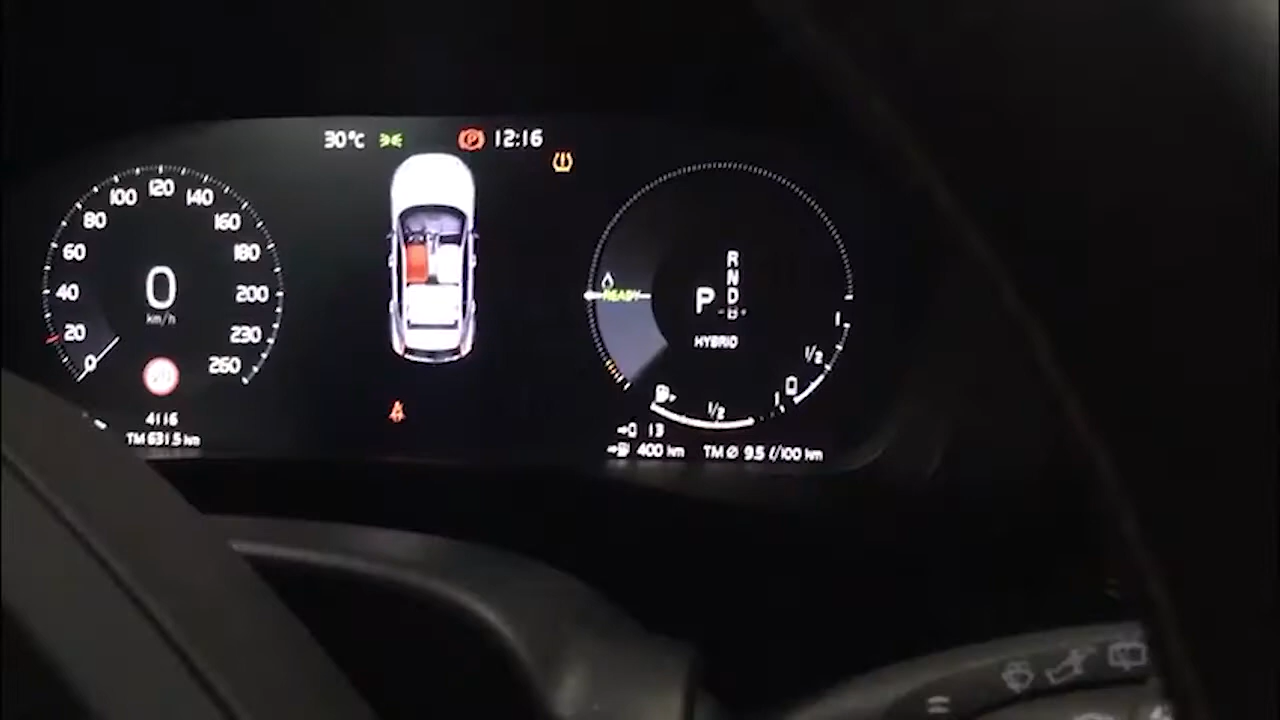 30°C 12:16
0
20
40
60
80
100
120
140
160
180
200
230
260
0
km/h
4116
TM 631.5 km
READY
P
R
N
D
B
HYBRID
1/2
1
1/2
1
13
400 km TM Ø 9.5 l/100 km